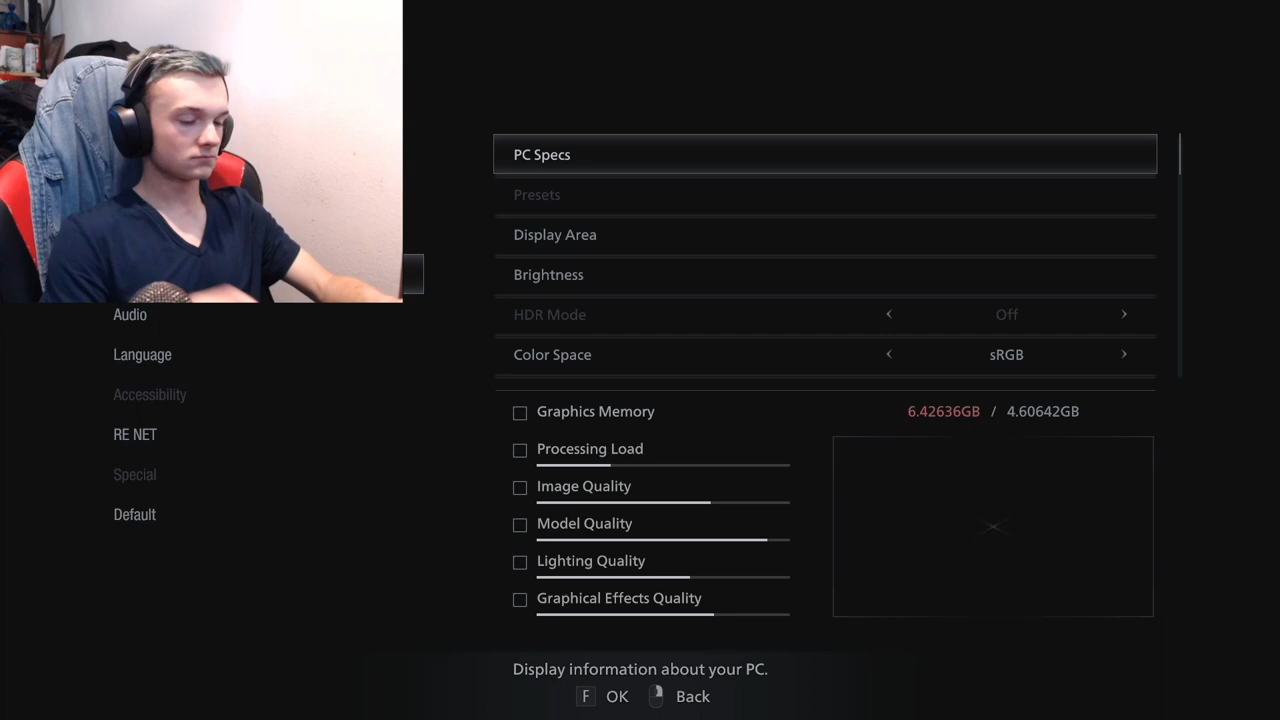 PC Specs
Presets
Display Area
Brightness
HDR Mode Off
Color Space sRGB
Audio
Language
Accessibility
RE NET
Special
Default
Graphics Memory 6.42636GB / 4.60642GB
Processing Load
Image Quality
Model Quality
Lighting Quality
Graphical Effects Quality
Display information about your PC.
F OK Back